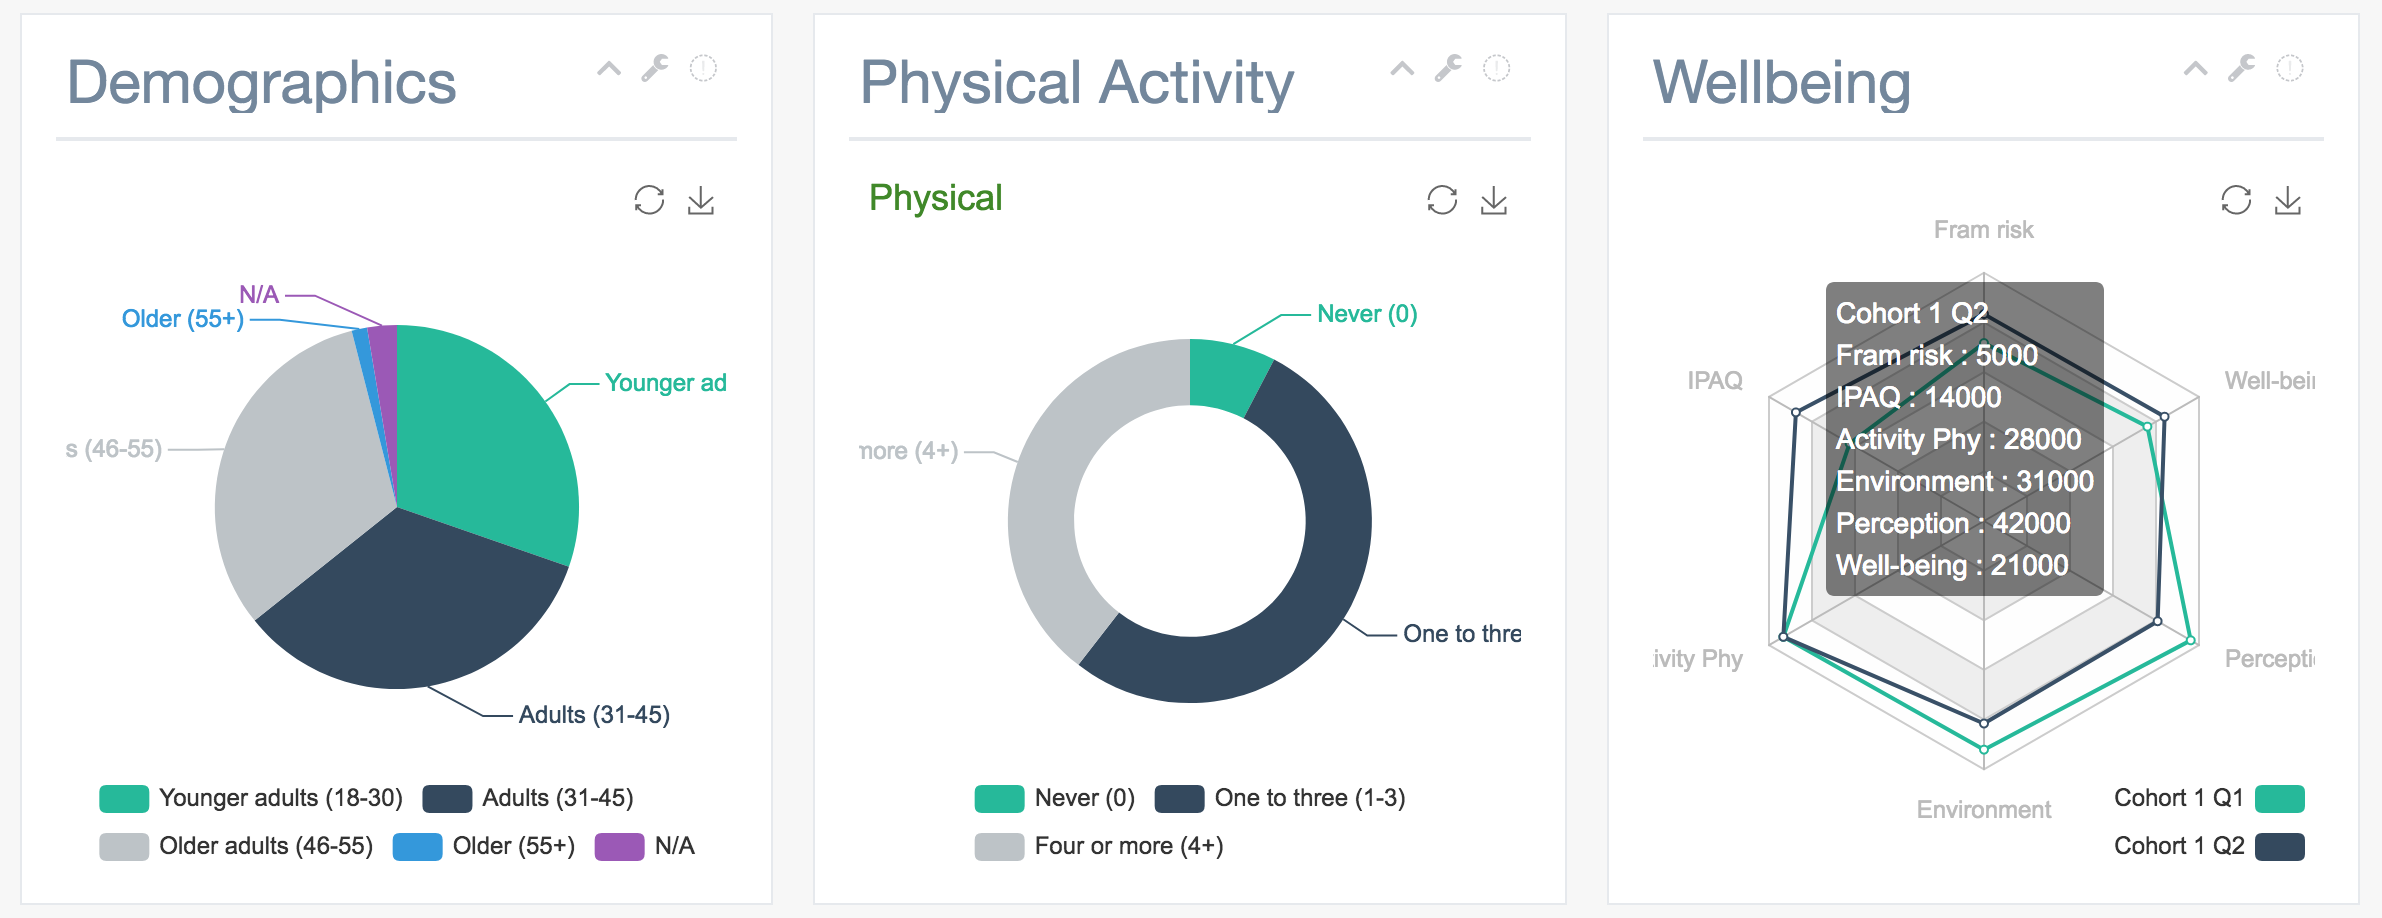 Demographics
N/A
Older (55+)
Younger ad
s (46-55)
Adults (31-45)
Younger adults (18-30)
Adults (31-45)
Older adults (46-55)
Older (55+)
N/A
Physical Activity
Physical
Never (0)
more (4+)
One to thre
Never (0)
One to three (1-3)
Four or more (4+)
Wellbeing
Fram risk
IPAQ
Well-bein
Cohort 1 Q2
Fram risk : 5000
IPAQ : 14000
Activity Phy : 28000
Environment : 31000
Perception : 42000
Well-being : 21000
tivity Phy
Percepti
Environment
Cohort 1 Q1
Cohort 1 Q2